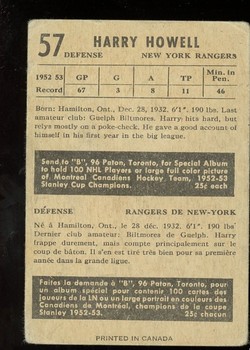 57 HARRY HOWELL
DEFENSE NEW YORK RANGERS
1952 53 GP G A P Min. in Pen.
Record 67 3 8 11 46
Born: Hamilton, Ont., Dec. 28, 1932. 6'1". 190 lbs.
Last amateur club: Guelph Biltmores. Harry hits hard, but
relys mostly on a poke-check. He gave a good account of
himself in his first year in the big league.
Send to "B", 96 Paton, Toronto, for Special Album
to hold 100 NHL Players or large full color picture
of Montreal Canadiens Hockey Team, 1952-53
Stanley Cup Champions. 25¢ each
DÉFENSE RANGERS DE NEW-YORK
Né à Hamilton, Ont., le 28 déc. 1932. 6'1". 190 lbs
Dernier club amateur: Biltmores de Guelph. Harry
frappe durement, mais compte principalement sur le
coup de bâton. Il s'en est bien tiré pour sa première
année dans la grande ligue.
Faites la demande à "B", 96 Paton, Toronto, pour
un album spécial pouvant contenir 100 cartes des
joueurs de la LN ou un large portrait en couleurs des
Canadiens de Montréal, champions de la coupe
Stanley 1952-53. 25¢ chacun
PRINTED IN CANADA